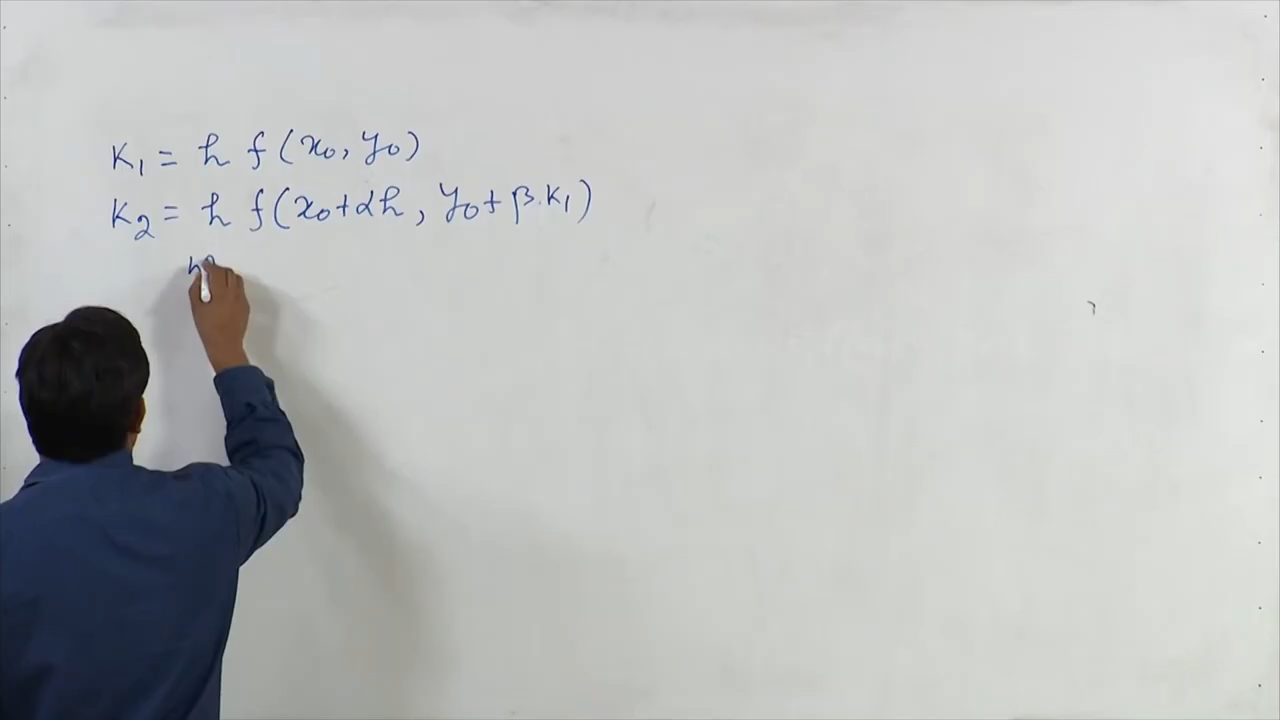 K₁ = h f(x₀, y₀)
K₂ = h f(x₀+αh, y₀+β.K₁)